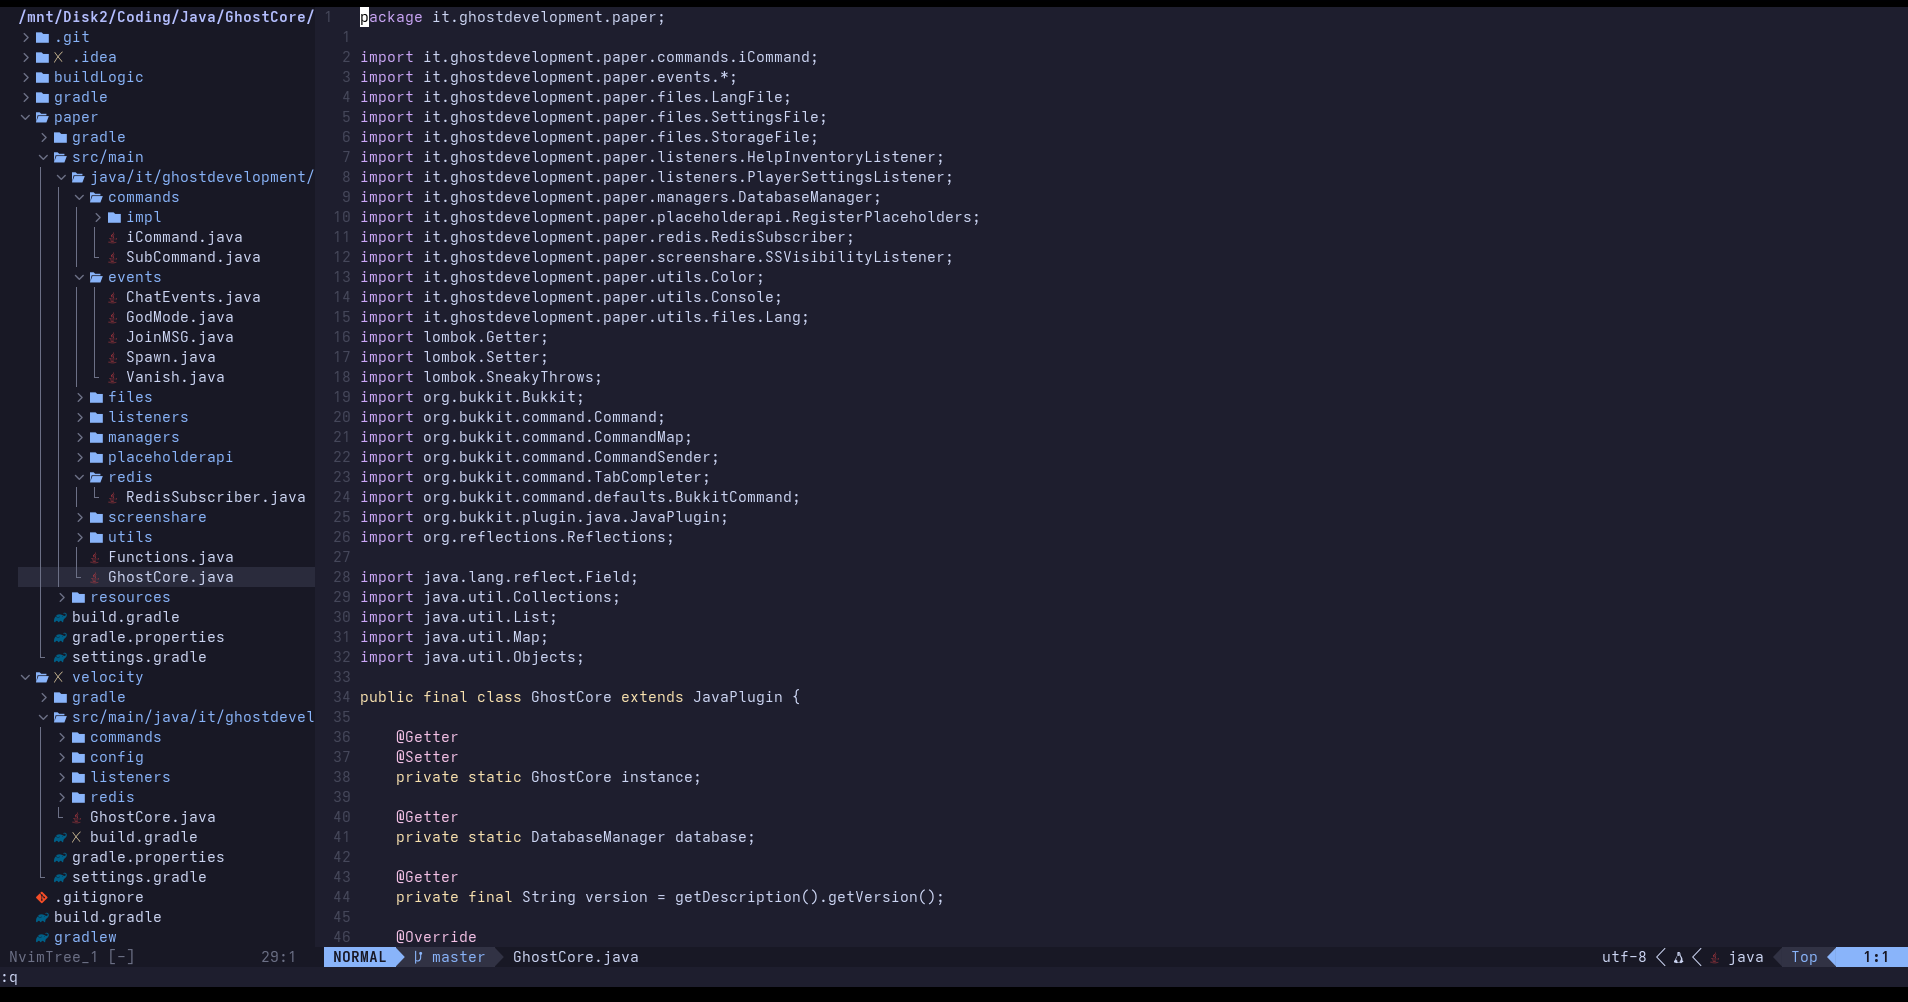 /mnt/Disk2/Coding/Java/GhostCore/
.git
.idea
buildLogic
gradle
paper
gradle
src/main
java/it/ghostdevelopment/
commands
impl
iCommand.java
SubCommand.java
events
ChatEvents.java
GodMode.java
JoinMSG.java
Spawn.java
Vanish.java
files
listeners
managers
placeholderapi
redis
RedisSubscriber.java
screenshare
utils
Functions.java
GhostCore.java
resources
build.gradle
gradle.properties
settings.gradle
velocity
gradle
src/main/java/it/ghostdevel
commands
config
listeners
redis
GhostCore.java
build.gradle
gradle.properties
settings.gradle
.gitignore
build.gradle
gradlew
NvimTree_1 [-] 29:1
1 package it.ghostdevelopment.paper;
1
2 import it.ghostdevelopment.paper.commands.iCommand;
3 import it.ghostdevelopment.paper.events.*;
4 import it.ghostdevelopment.paper.files.LangFile;
5 import it.ghostdevelopment.paper.files.SettingsFile;
6 import it.ghostdevelopment.paper.files.StorageFile;
7 import it.ghostdevelopment.paper.listeners.HelpInventoryListener;
8 import it.ghostdevelopment.paper.listeners.PlayerSettingsListener;
9 import it.ghostdevelopment.paper.managers.DatabaseManager;
10 import it.ghostdevelopment.paper.placeholderapi.RegisterPlaceholders;
11 import it.ghostdevelopment.paper.redis.RedisSubscriber;
12 import it.ghostdevelopment.paper.screenshare.SSVisibilityListener;
13 import it.ghostdevelopment.paper.utils.Color;
14 import it.ghostdevelopment.paper.utils.Console;
15 import it.ghostdevelopment.paper.utils.files.Lang;
16 import lombok.Getter;
17 import lombok.Setter;
18 import lombok.SneakyThrows;
19 import org.bukkit.Bukkit;
20 import org.bukkit.command.Command;
21 import org.bukkit.command.CommandMap;
22 import org.bukkit.command.CommandSender;
23 import org.bukkit.command.TabCompleter;
24 import org.bukkit.command.defaults.BukkitCommand;
25 import org.bukkit.plugin.java.JavaPlugin;
26 import org.reflections.Reflections;
27
28 import java.lang.reflect.Field;
29 import java.util.Collections;
30 import java.util.List;
31 import java.util.Map;
32 import java.util.Objects;
33
34 public final class GhostCore extends JavaPlugin {
35
36 @Getter
37 @Setter
38 private static GhostCore instance;
39
40 @Getter
41 private static DatabaseManager database;
42
43 @Getter
44 private final String version = getDescription().getVersion();
45
46 @Override
NORMAL master GhostCore.java utf-8 java Top 1:1
:q